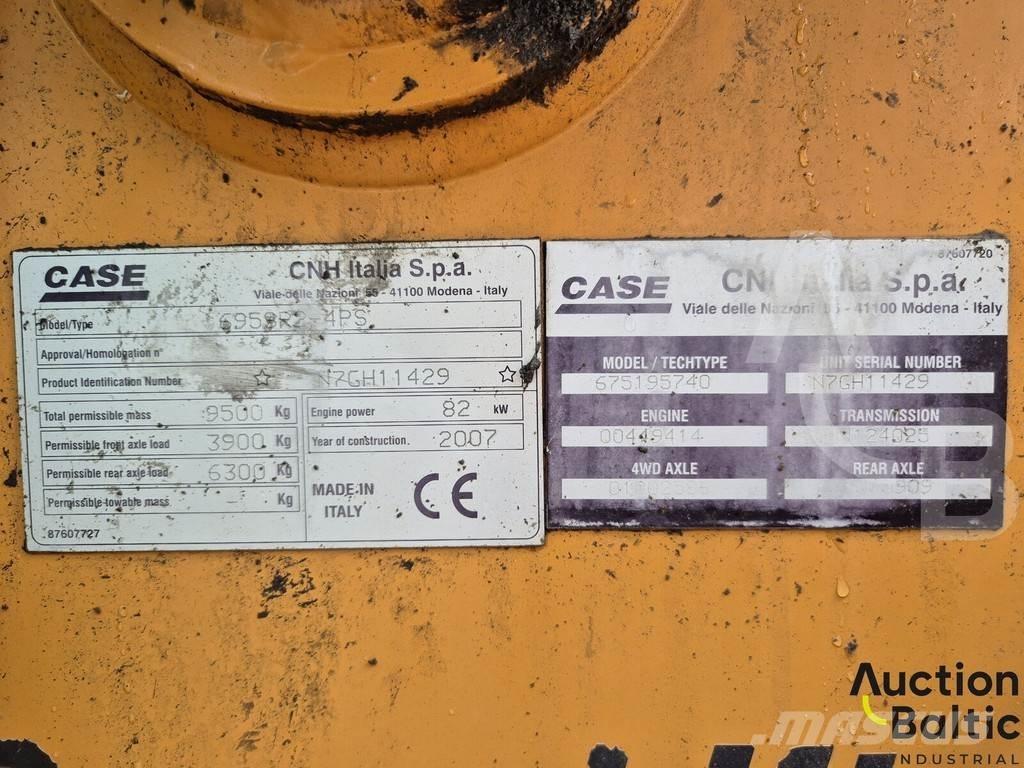 CASE
CNH Italia S.p.a.
Viale delle Nazioni 55 - 41100 Modena - Italy
Model/Type 695SR2-4PS
Approval/Homologation n°
Product Identification Number ☆ N7GH11429 ☆
Total permissible mass 9500 Kg
Permissible front axle load 3900 Kg
Permissible rear axle load 6300 Kg
Permissible towable mass - Kg
Engine power 82 kW
Year of construction 2007
MADE IN
ITALY
CE
87607727
87607720
CASE
S.p.a.
Viale delle Nazioni - 41100 Modena - Italy
MODEL / TECHTYPE
675195740
UNIT SERIAL NUMBER
N7GH11429
ENGINE
00449414
TRANSMISSION
124025
4WD AXLE
REAR AXLE
909
Auction
Baltic
INDUSTRIAL
MASCUS